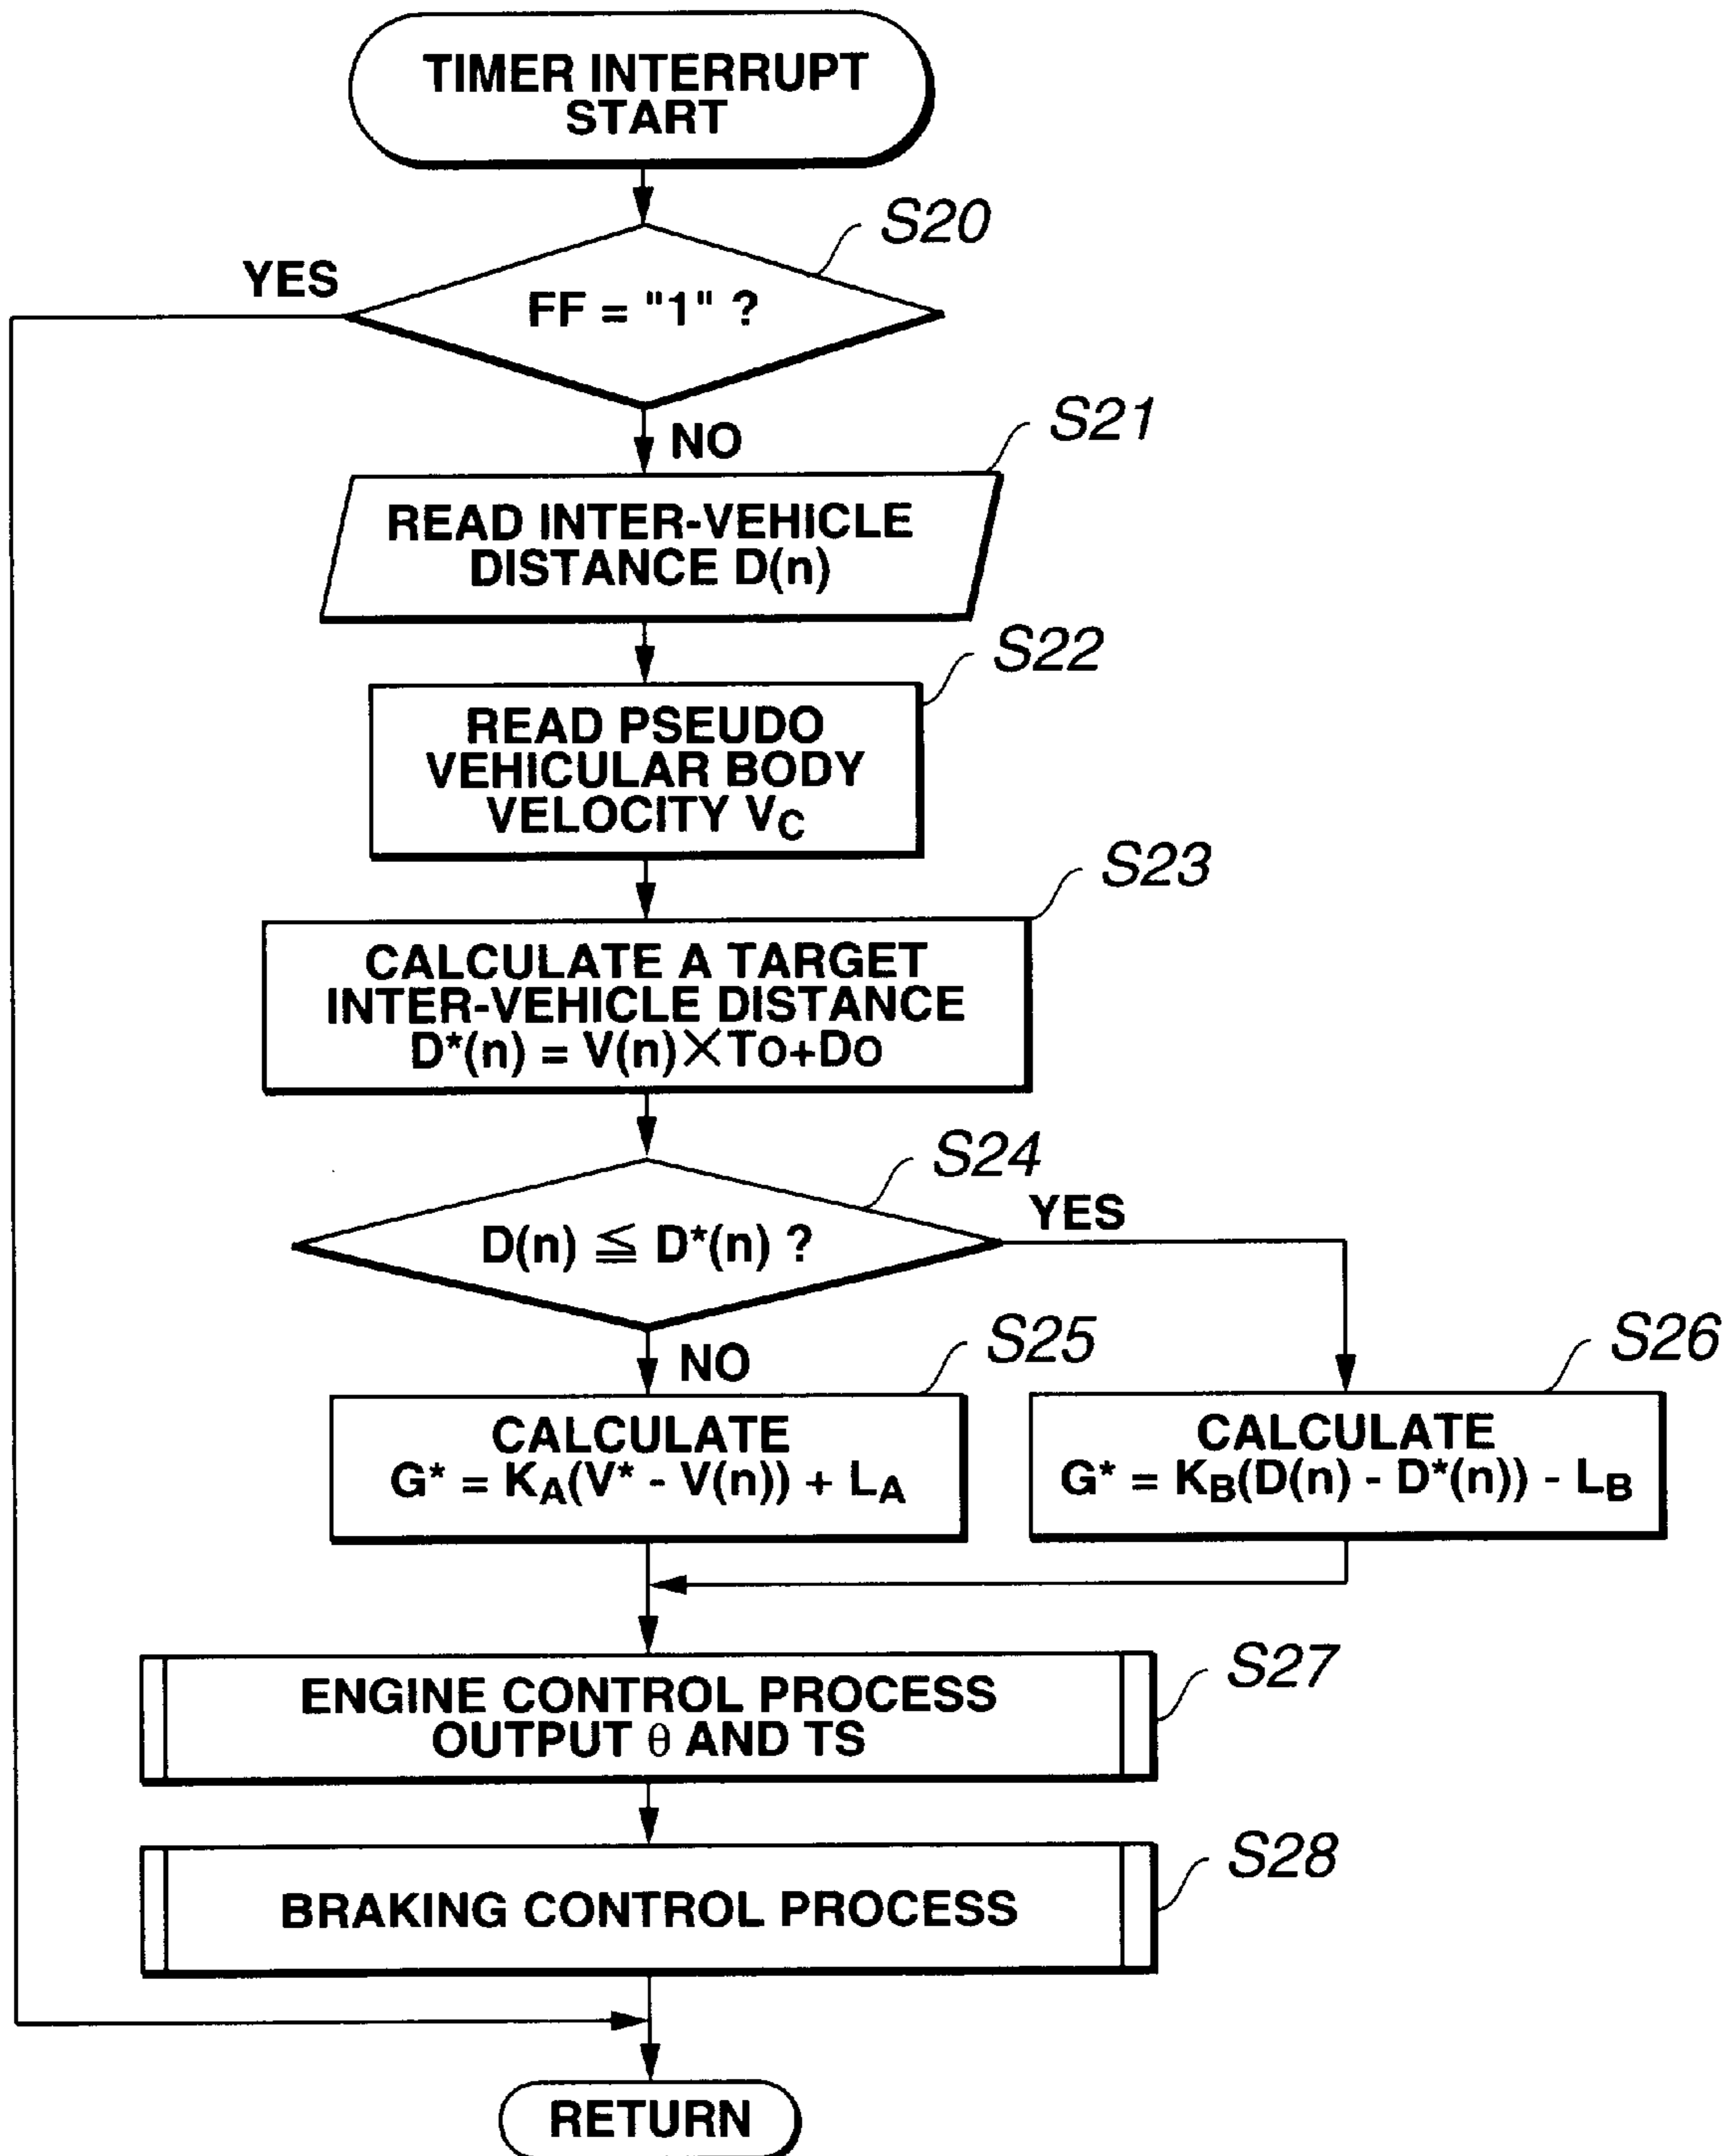 TIMER INTERRUPT
START
S20
YES
FF = "1" ?
S21
NO
READ INTER-VEHICLE
DISTANCE D(n)
S22
READ PSEUDO
VEHICULAR BODY
VELOCITY VC
S23
CALCULATE A TARGET
INTER-VEHICLE DISTANCE
D*(n) = V(n)×To+Do
S24
YES
D(n) ≦ D*(n) ?
S25
S26
NO
CALCULATE
G* = KA(V* - V(n)) + LA
CALCULATE
G* = KB(D(n) - D*(n)) - LB
S27
ENGINE CONTROL PROCESS
OUTPUT θ AND TS
S28
BRAKING CONTROL PROCESS
RETURN